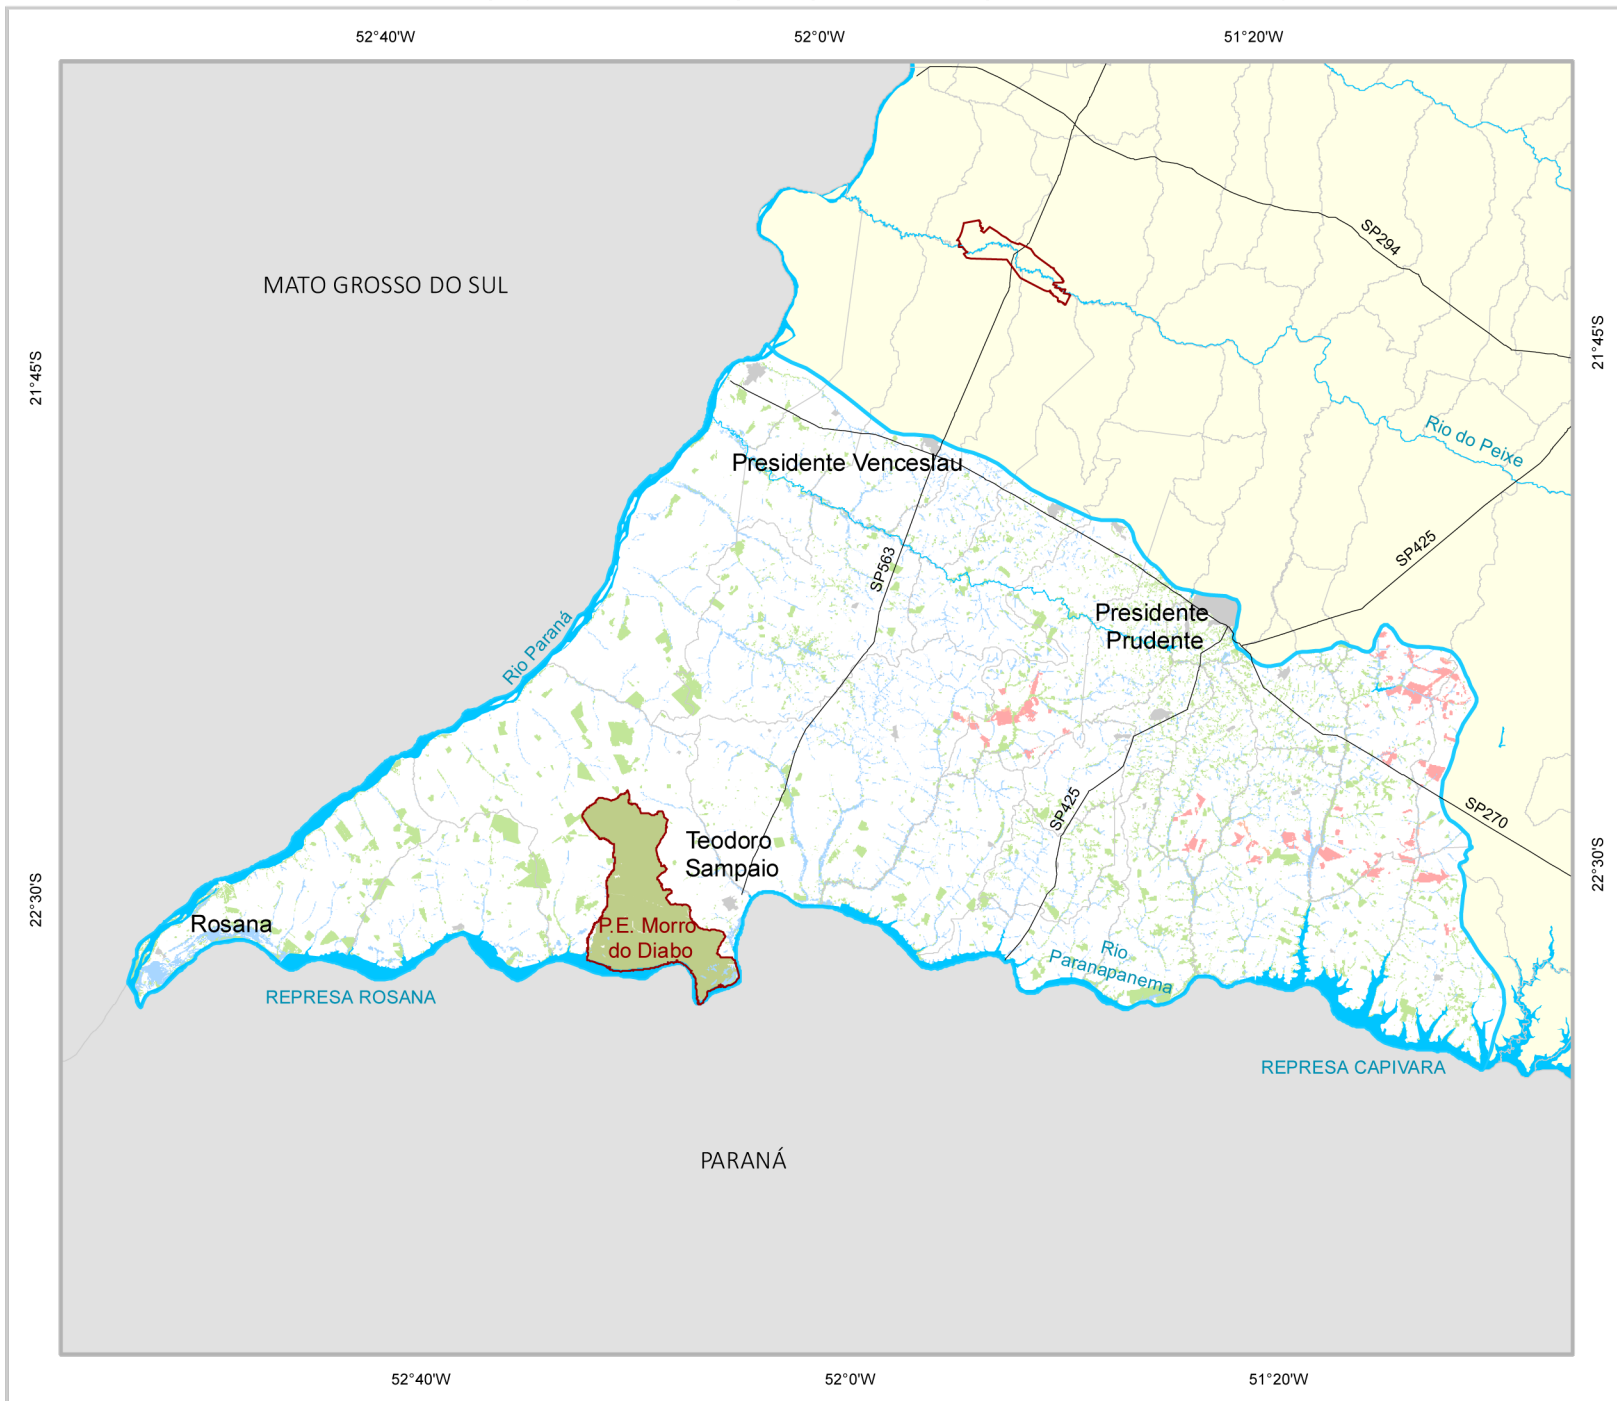 52°40'W
52°0'W
51°20'W
SP294
MATO GROSSO DO SUL
21°45'S
21°45'S
Rio do Peixe
Presidente Venceslau
SP425
SP563
Presidente
Prudente
Rio Paraná
SP425
SP270
Teodoro
Sampaio
22°30'S
22°30'S
Rosana
P.E. Morro
do Diabo
Rio
Paranapanema
REPRESA ROSANA
REPRESA CAPIVARA
PARANÁ
52°40'W
52°0'W
51°20'W